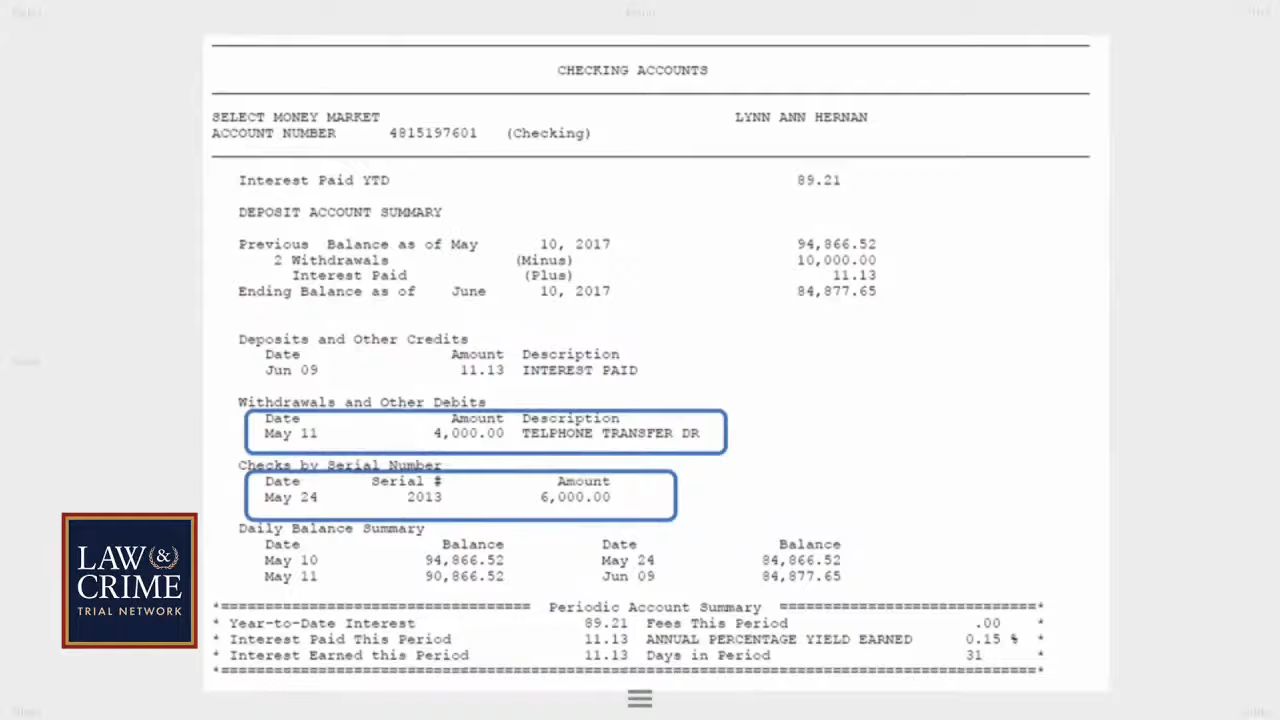 CHECKING ACCOUNTS
SELECT MONEY MARKET LYNN ANN HERNAN
ACCOUNT NUMBER 4815197601 (Checking)
Interest Paid YTD 89.21
DEPOSIT ACCOUNT SUMMARY
Previous Balance as of May 10, 2017 94,866.52
2 Withdrawals (Minus) 10,000.00
Interest Paid (Plus) 11.13
Ending Balance as of June 10, 2017 84,877.65
Deposits and Other Credits
Date Amount Description
Jun 09 11.13 INTEREST PAID
Withdrawals and Other Debits
Date Amount Description
May 11 4,000.00 TELPHONE TRANSFER DR
Checks by Serial Number
Date Serial # Amount
May 24 2013 6,000.00
Daily Balance Summary
Date Balance Date Balance
May 10 94,866.52 May 24 84,866.52
May 11 90,866.52 Jun 09 84,877.65
*================================ Periodic Account Summary =============================*
* Year-to-Date Interest 89.21 Fees This Period .00 *
* Interest Paid This Period 11.13 ANNUAL PERCENTAGE YIELD EARNED 0.15 % *
* Interest Earned this Period 11.13 Days in Period 31 *
LAW &
CRIME
TRIAL NETWORK